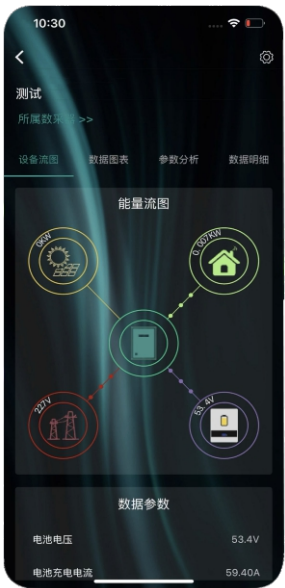 10:30
测试
所属数采 >>
设备流图 数据图表 参数分析 数据明细
能量流图
0KW
0.007KW
227V
53.4V
数据参数
电池电压 53.4V
电池充电电流 59.40A